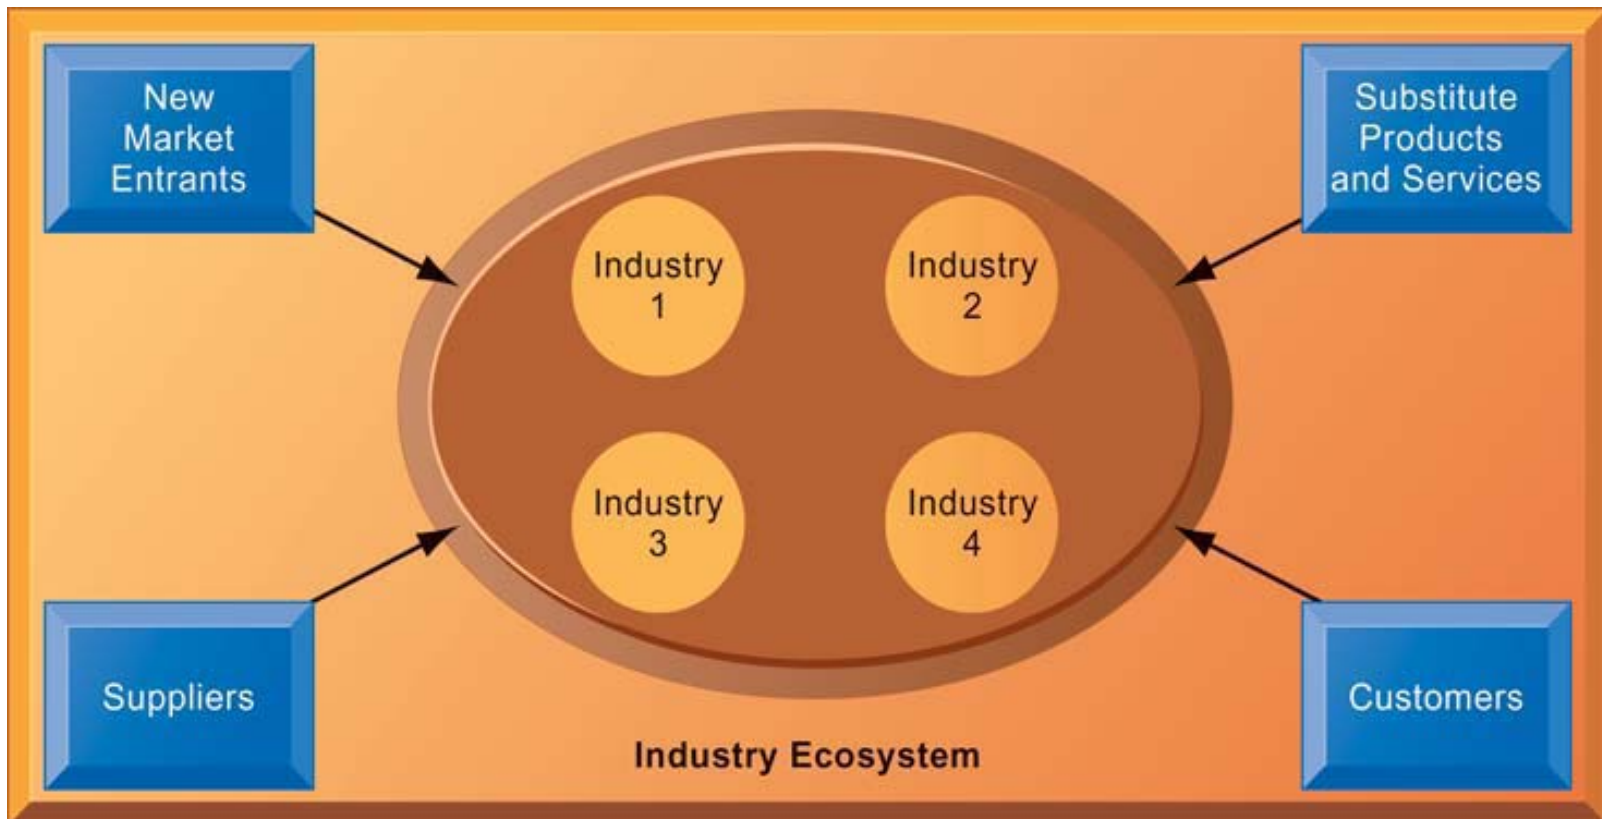 New
Market
Entrants
Substitute
Products
and Services
Industry
1
Industry
2
Industry
3
Industry
4
Suppliers
Customers
Industry Ecosystem